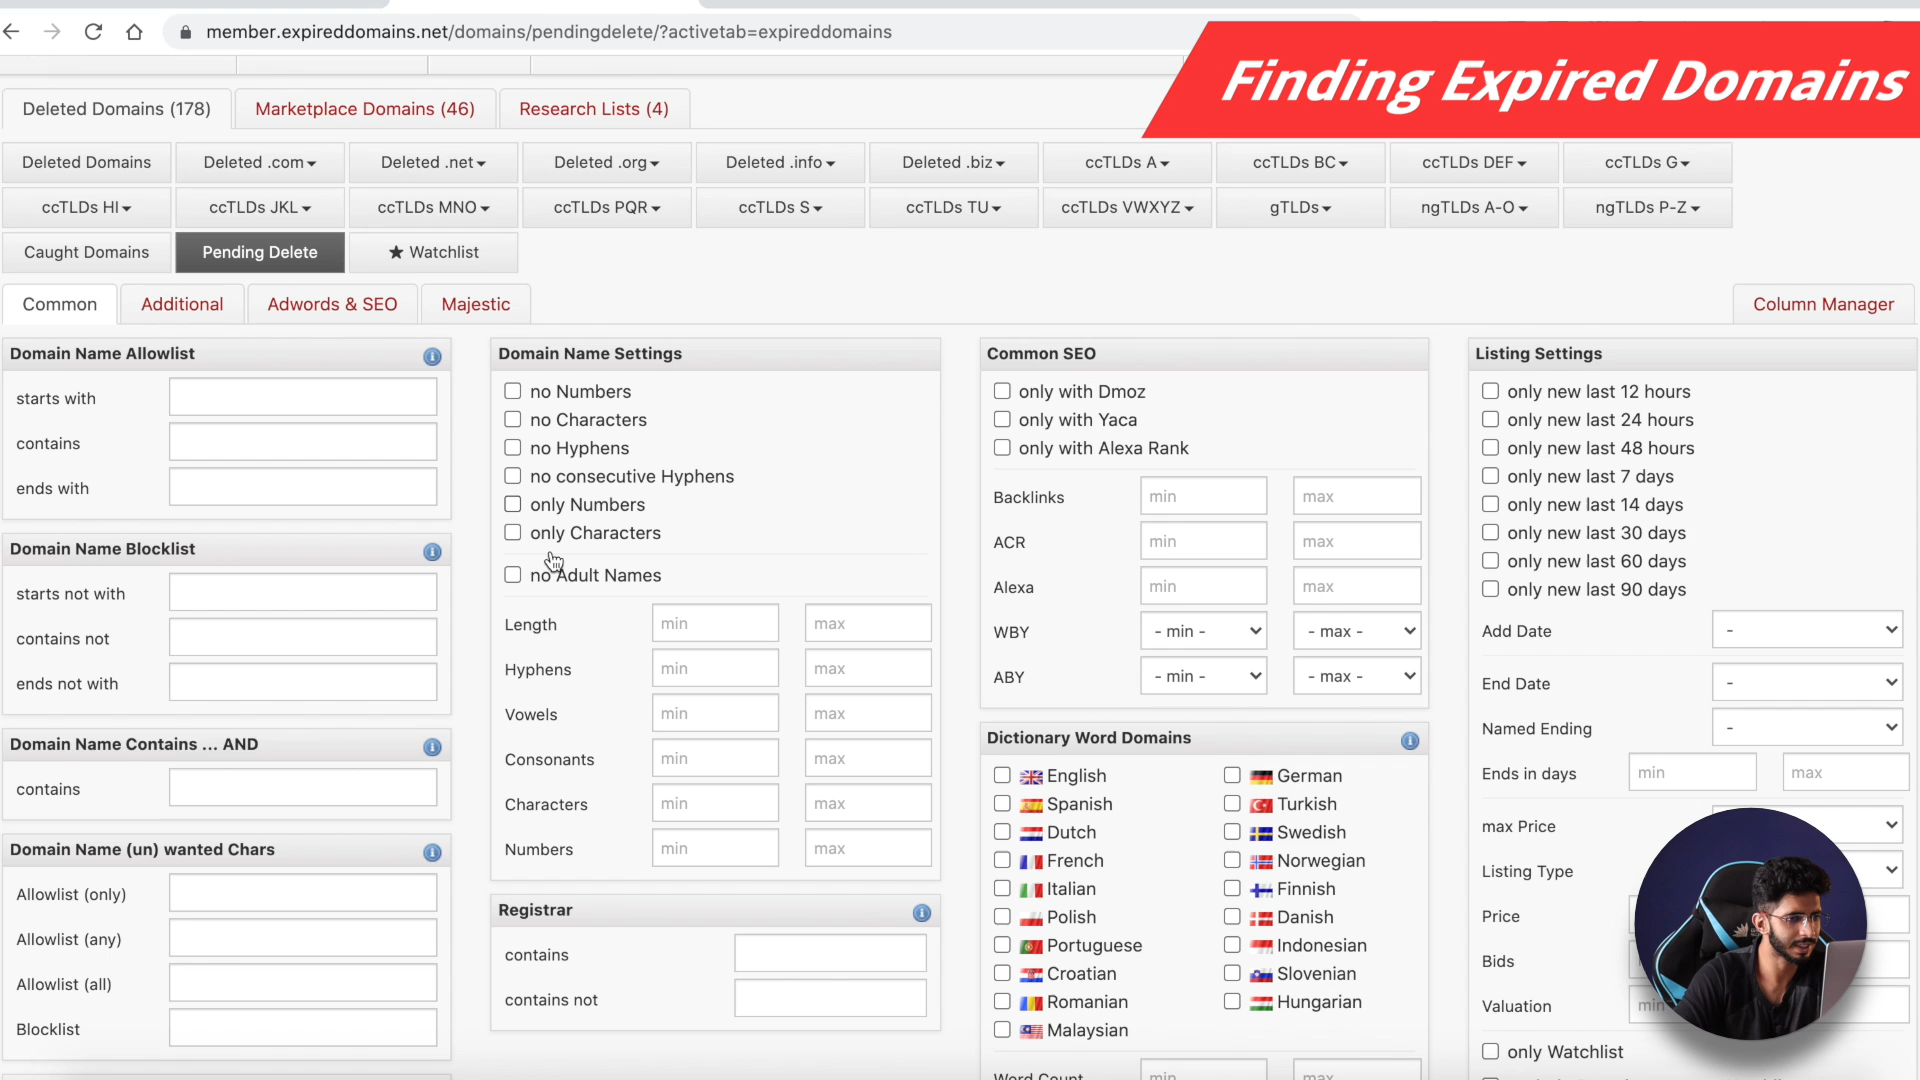 member.expireddomains.net/domains/pendingdelete/?activetab=expireddomains
Finding Expired Domains
Deleted Domains (178)
Marketplace Domains (46)
Research Lists (4)
Deleted Domains
Deleted .com
Deleted .net
Deleted .org
Deleted .info
Deleted .biz
ccTLDs A
ccTLDs BC
ccTLDs DEF
ccTLDs G
ccTLDs HI
ccTLDs JKL
ccTLDs MNO
ccTLDs PQR
ccTLDs S
ccTLDs TU
ccTLDs VWXYZ
gTLDs
ngTLDs A-O
ngTLDs P-Z
Caught Domains
Pending Delete
★ Watchlist
Common
Additional
Adwords & SEO
Majestic
Column Manager
Domain Name Allowlist
starts with
contains
ends with
Domain Name Blocklist
starts not with
contains not
ends not with
Domain Name Contains ... AND
contains
Domain Name (un) wanted Chars
Allowlist (only)
Allowlist (any)
Allowlist (all)
Blocklist
Domain Name Settings
no Numbers
no Characters
no Hyphens
no consecutive Hyphens
only Numbers
only Characters
no Adult Names
Length min max
Hyphens min max
Vowels min max
Consonants min max
Characters min max
Numbers min max
Registrar
contains
contains not
Common SEO
only with Dmoz
only with Yaca
only with Alexa Rank
Backlinks min max
ACR min max
Alexa min max
WBY - min - - max -
ABY - min - - max -
Dictionary Word Domains
English German
Spanish Turkish
Dutch Swedish
French Norwegian
Italian Finnish
Polish Danish
Portuguese Indonesian
Croatian Slovenian
Romanian Hungarian
Malaysian
Word Count min max
Listing Settings
only new last 12 hours
only new last 24 hours
only new last 48 hours
only new last 7 days
only new last 14 days
only new last 30 days
only new last 60 days
only new last 90 days
Add Date -
End Date -
Named Ending -
Ends in days min max
max Price
Listing Type
Price
Bids
Valuation min
only Watchlist